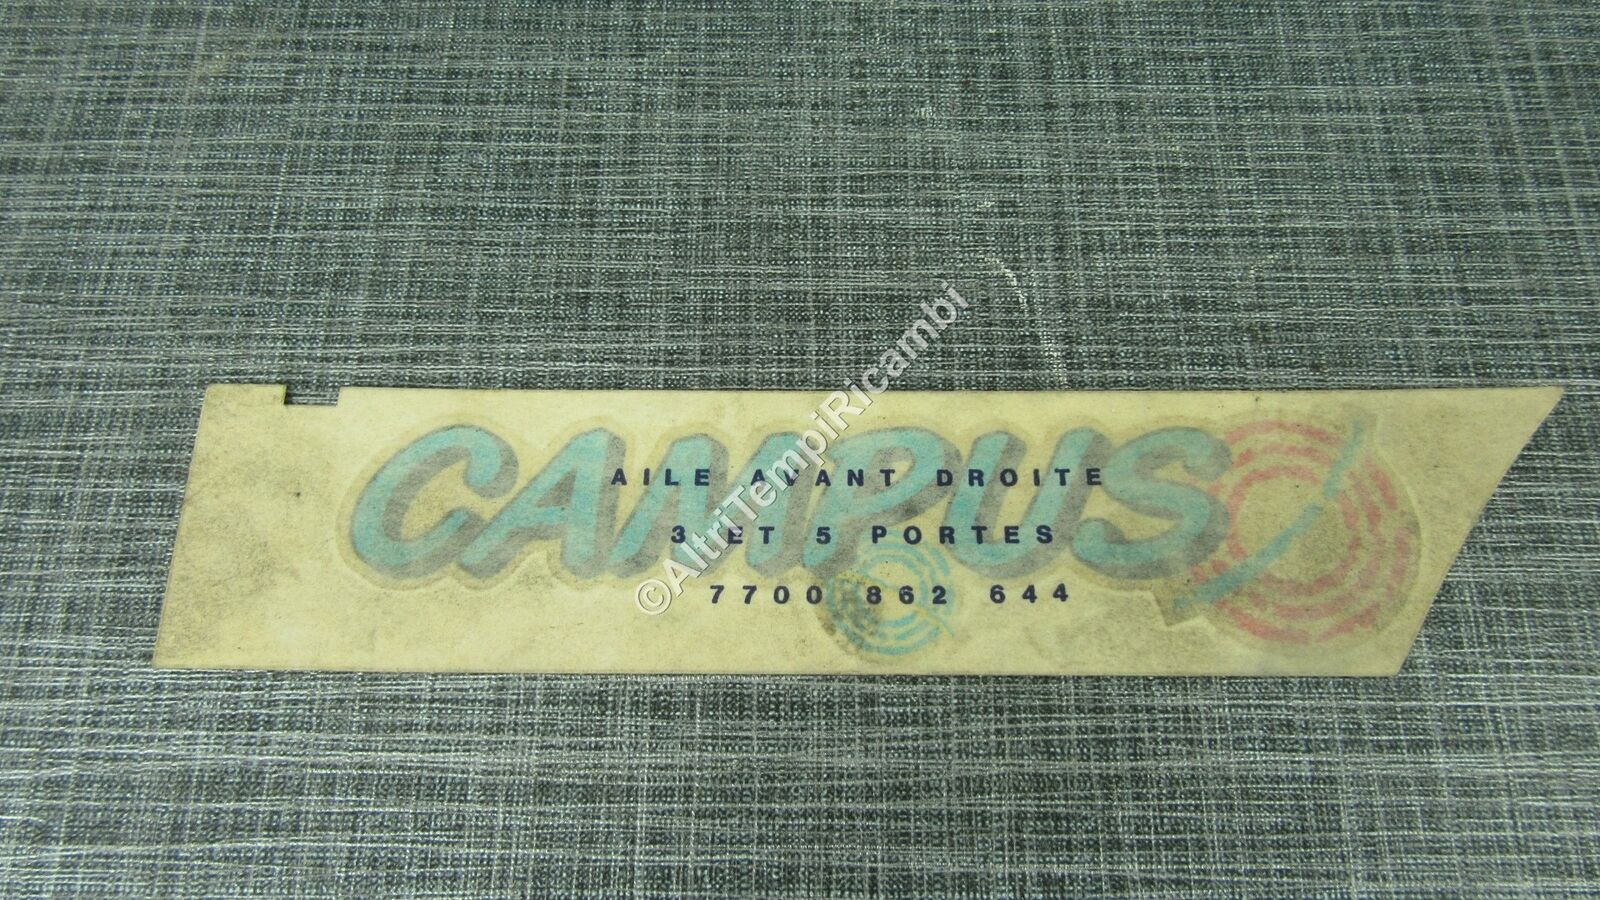 CAMPUS
AILE AVANT DROITE
3 ET 5 PORTES
7700 862 644
©AltriTempiRicambi